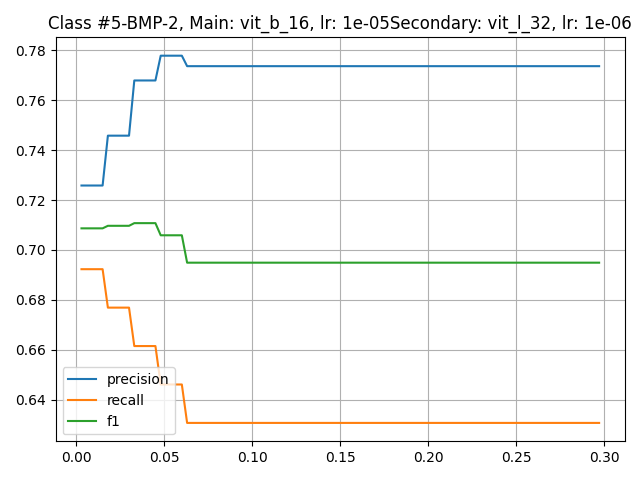 Class #5-BMP-2, Main: vit_b_16, lr: 1e-05Secondary: vit_l_32, lr: 1e-06
0.78
0.76
0.74
0.72
0.70
0.68
0.66
0.64
precision
recall
f1
0.00 0.05 0.10 0.15 0.20 0.25 0.30